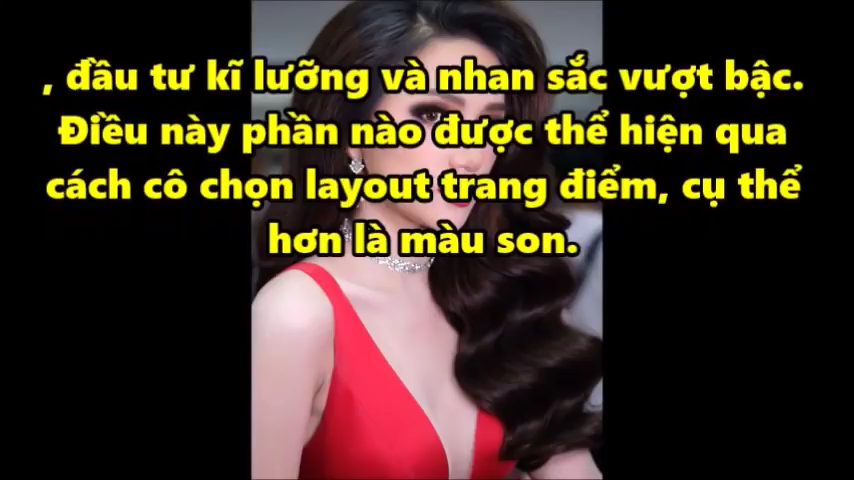 , đầu tư kĩ lưỡng và nhan sắc vượt bậc.
Điều này phần nào được thể hiện qua
cách cô chọn layout trang điểm, cụ thể
hơn là màu son.